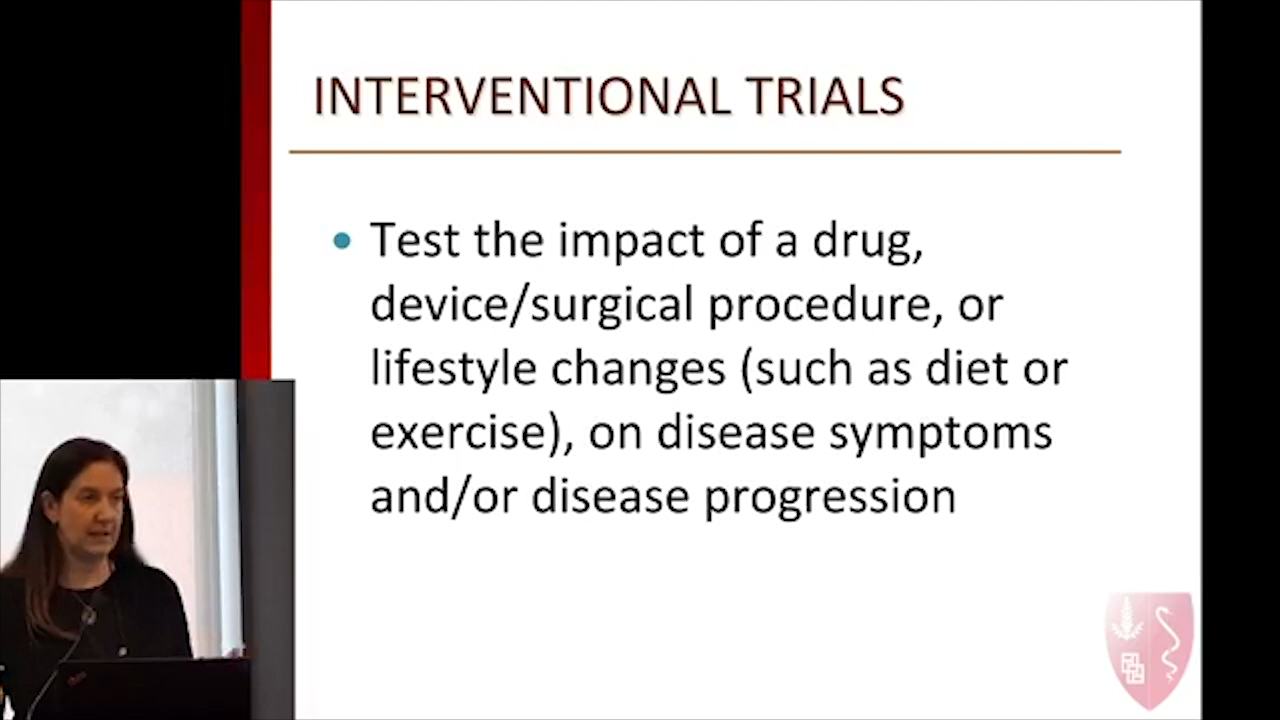 INTERVENTIONAL TRIALS
• Test the impact of a drug,
device/surgical procedure, or
lifestyle changes (such as diet or
exercise), on disease symptoms
and/or disease progression